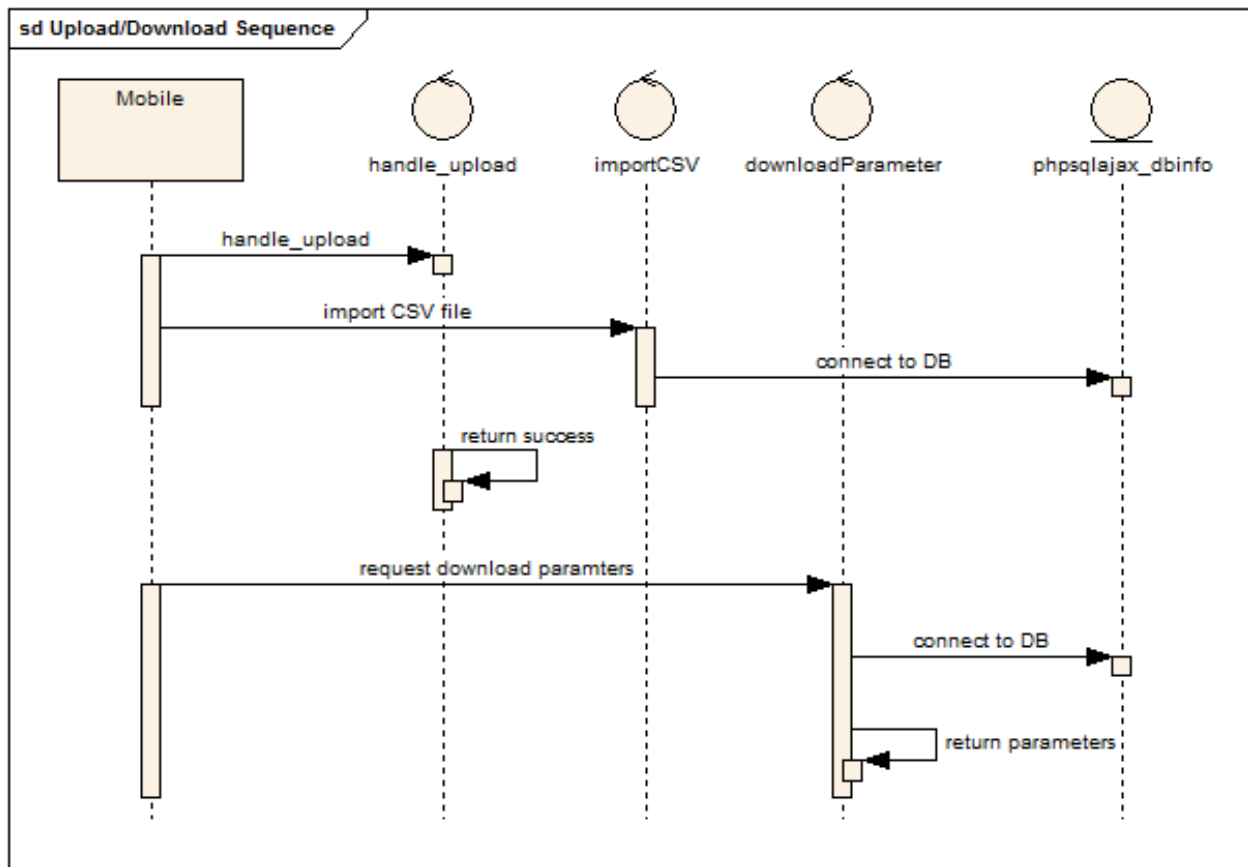 sd Upload/Download Sequence
Mobile
handle_upload
importCSV
downloadParameter
phpsqlajax_dbinfo
handle_upload
import CSV file
connect to DB
return success
request download paramters
connect to DB
return parameters